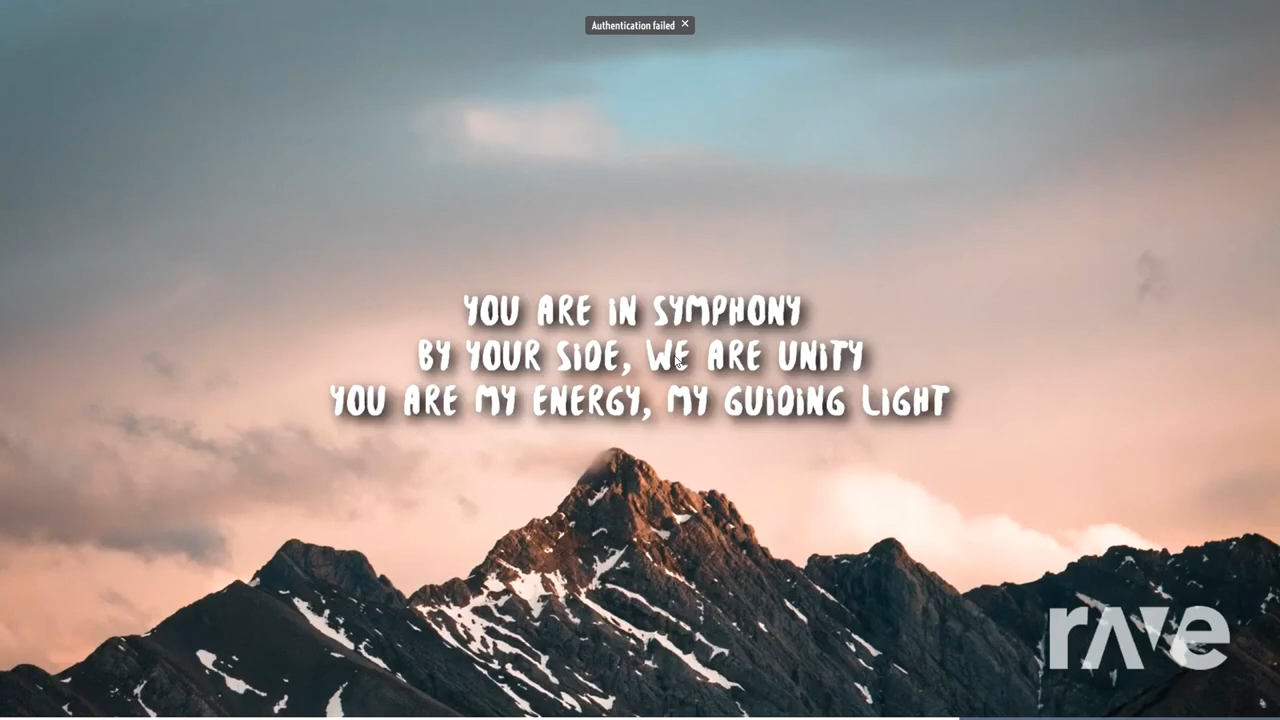 Authentication failed ×
YOU ARE iN SYMPHONY
BY YOUR SiDE, WE ARE UNiTY
YOU ARE MY ENERGY, MY GUiDiNG LiGHT
rave